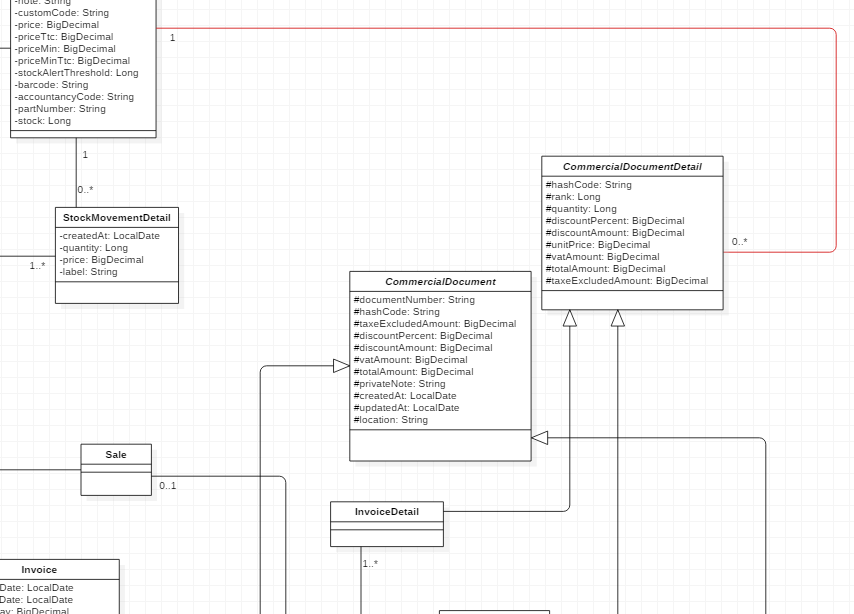 -note: String
-customCode: String
-price: BigDecimal
-priceTtc: BigDecimal
-priceMin: BigDecimal
-priceMinTtc: BigDecimal
-stockAlertThreshold: Long
-barcode: String
-accountancyCode: String
-partNumber: String
-stock: Long
1
1
0..*
StockMovementDetail
-createdAt: LocalDate
-quantity: Long
-price: BigDecimal
-label: String
1..*
CommercialDocumentDetail
#hashCode: String
#rank: Long
#quantity: Long
#discountPercent: BigDecimal
#discountAmount: BigDecimal
#unitPrice: BigDecimal
#vatAmount: BigDecimal
#totalAmount: BigDecimal
#taxeExcludedAmount: BigDecimal
0..*
CommercialDocument
#documentNumber: String
#hashCode: String
#taxeExcludedAmount: BigDecimal
#discountPercent: BigDecimal
#discountAmount: BigDecimal
#vatAmount: BigDecimal
#totalAmount: BigDecimal
#privateNote: String
#createdAt: LocalDate
#updatedAt: LocalDate
#location: String
Sale
0..1
InvoiceDetail
1..*
Invoice
Date: LocalDate
Date: LocalDate
ay: BigDecimal